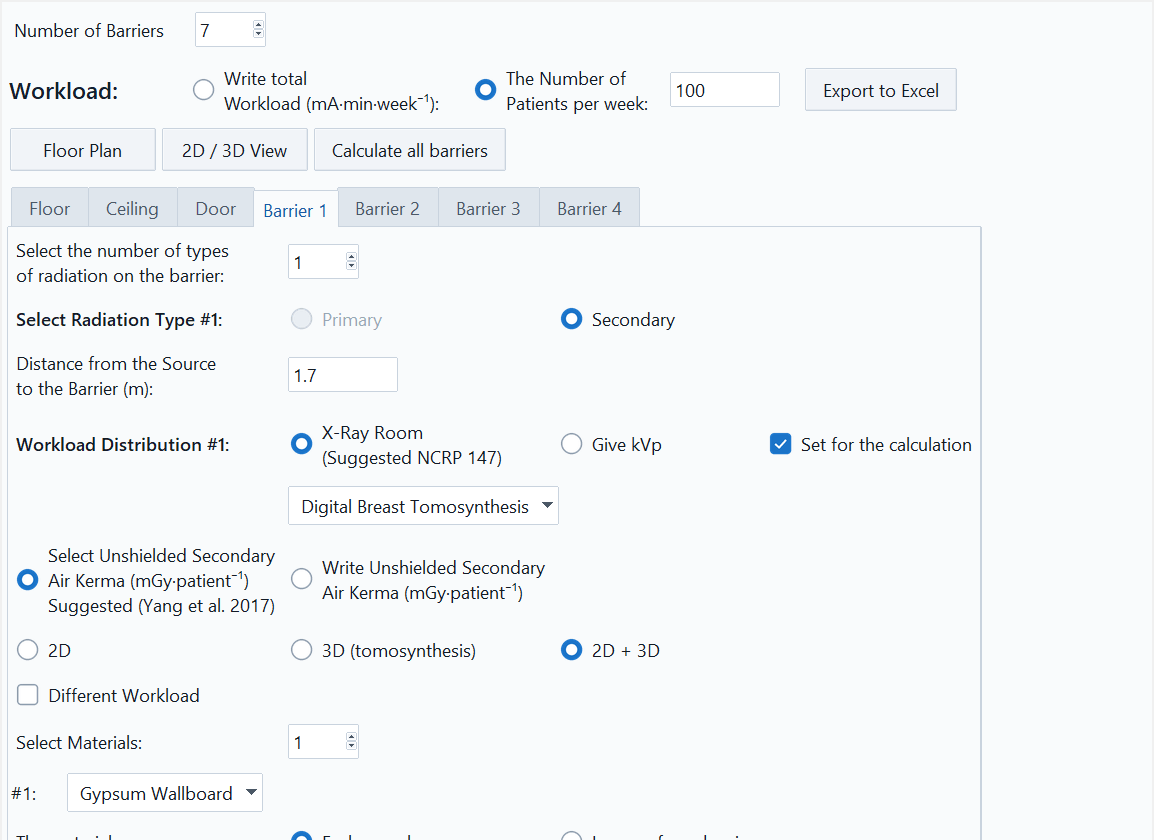 Number of Barriers 7
Workload: Write total The Number of 100 Export to Excel
Workload (mA·min·week⁻¹): Patients per week:
Floor Plan 2D / 3D View Calculate all barriers
Floor Ceiling Door Barrier 1 Barrier 2 Barrier 3 Barrier 4
Select the number of types
of radiation on the barrier: 1
Select Radiation Type #1: Primary Secondary
Distance from the Source
to the Barrier (m): 1.7
Workload Distribution #1: X-Ray Room Give kVp Set for the calculation
(Suggested NCRP 147)
Digital Breast Tomosynthesis
Select Unshielded Secondary
Air Kerma (mGy·patient⁻¹)
Suggested (Yang et al. 2017)
Write Unshielded Secondary
Air Kerma (mGy·patient⁻¹)
2D 3D (tomosynthesis) 2D + 3D
Different Workload
Select Materials: 1
#1: Gypsum Wallboard